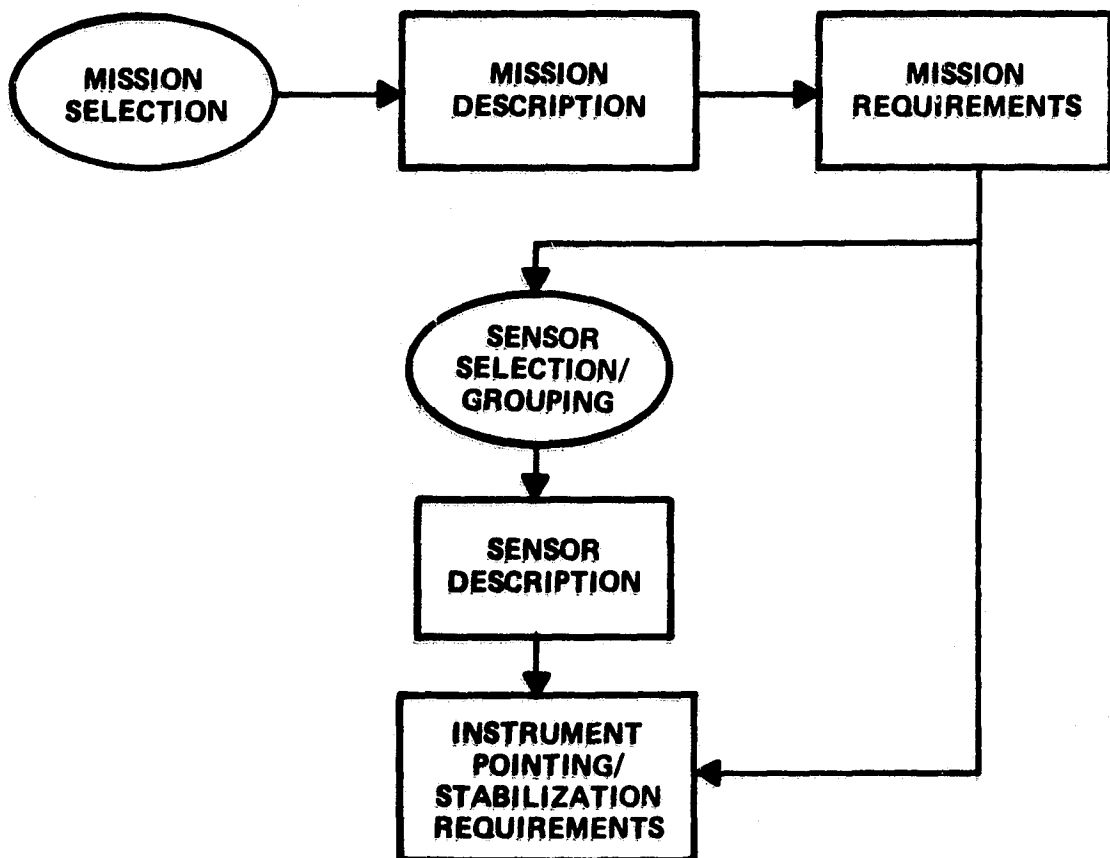 MISSION
SELECTION
MISSION
DESCRIPTION
MISSION
REQUIREMENTS
SENSOR
SELECTION/
GROUPING
SENSOR
DESCRIPTION
INSTRUMENT
POINTING/
STABILIZATION
REQUIREMENTS